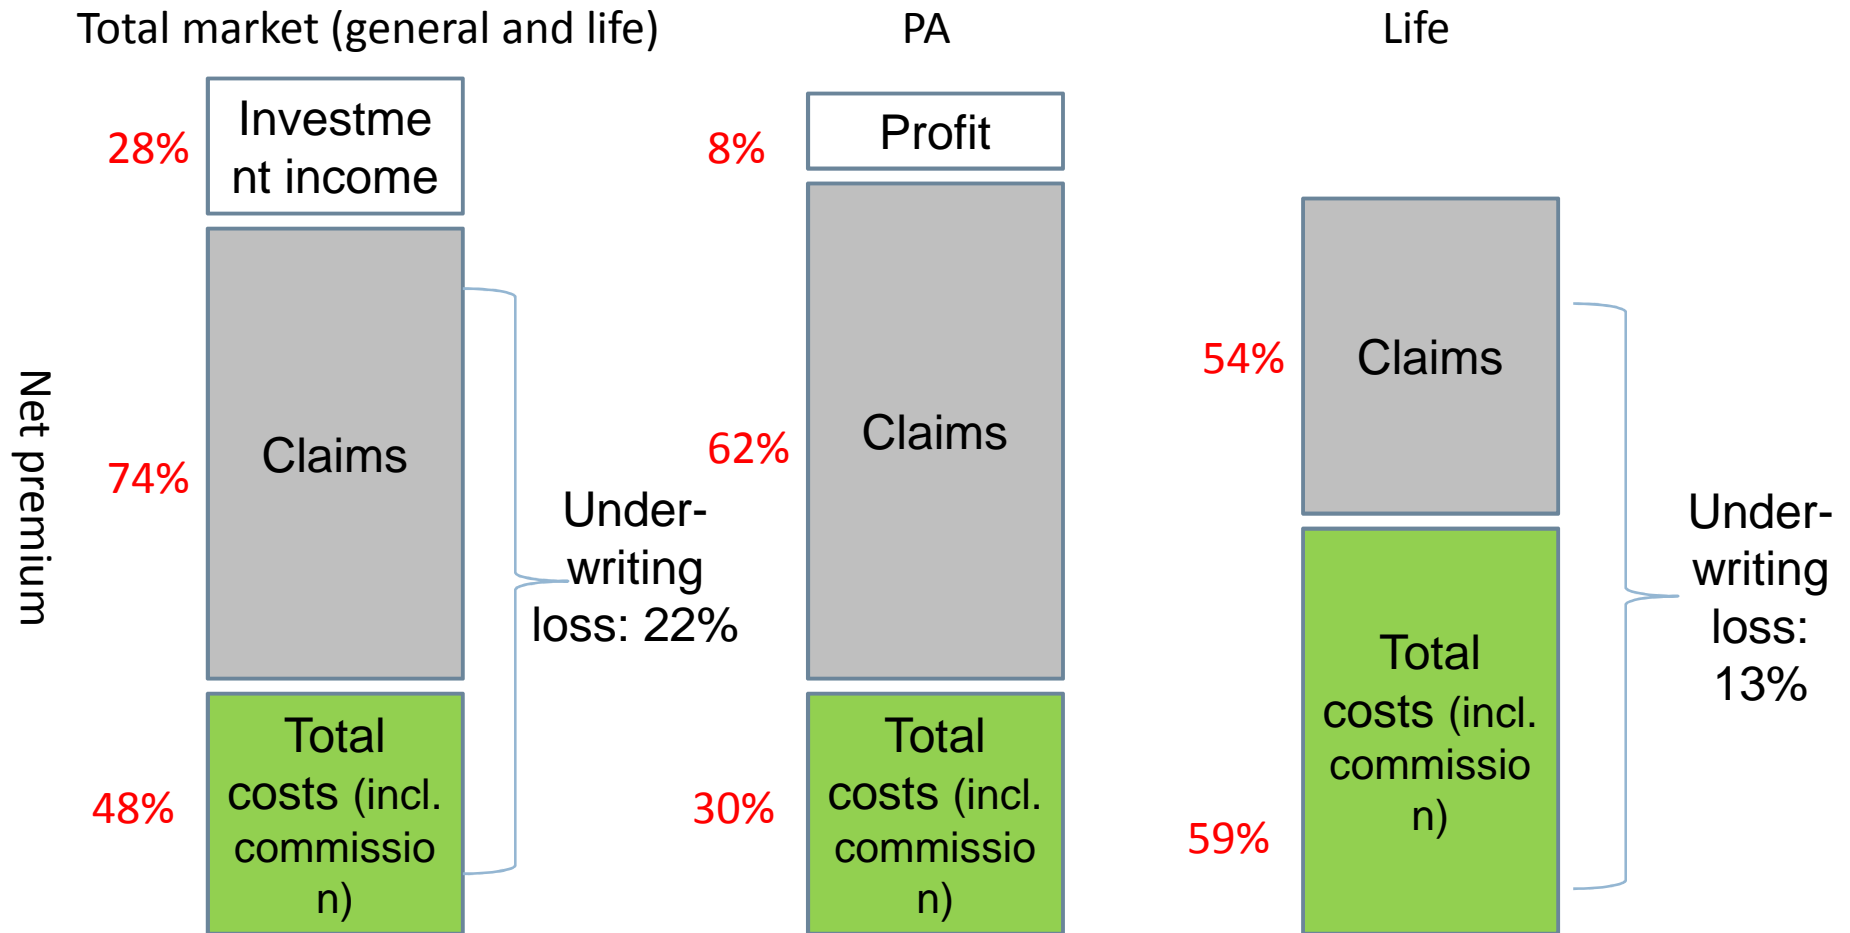 Total market (general and life)
PA
Life
Net premium
28%
Investme
nt income
74%
Claims
Under-
writing
loss: 22%
48%
Total
costs (incl.
commissio
n)
8%
Profit
62%
Claims
30%
Total
costs (incl.
commissio
n)
54%
Claims
59%
Total
costs (incl.
commissio
n)
Under-
writing
loss:
13%